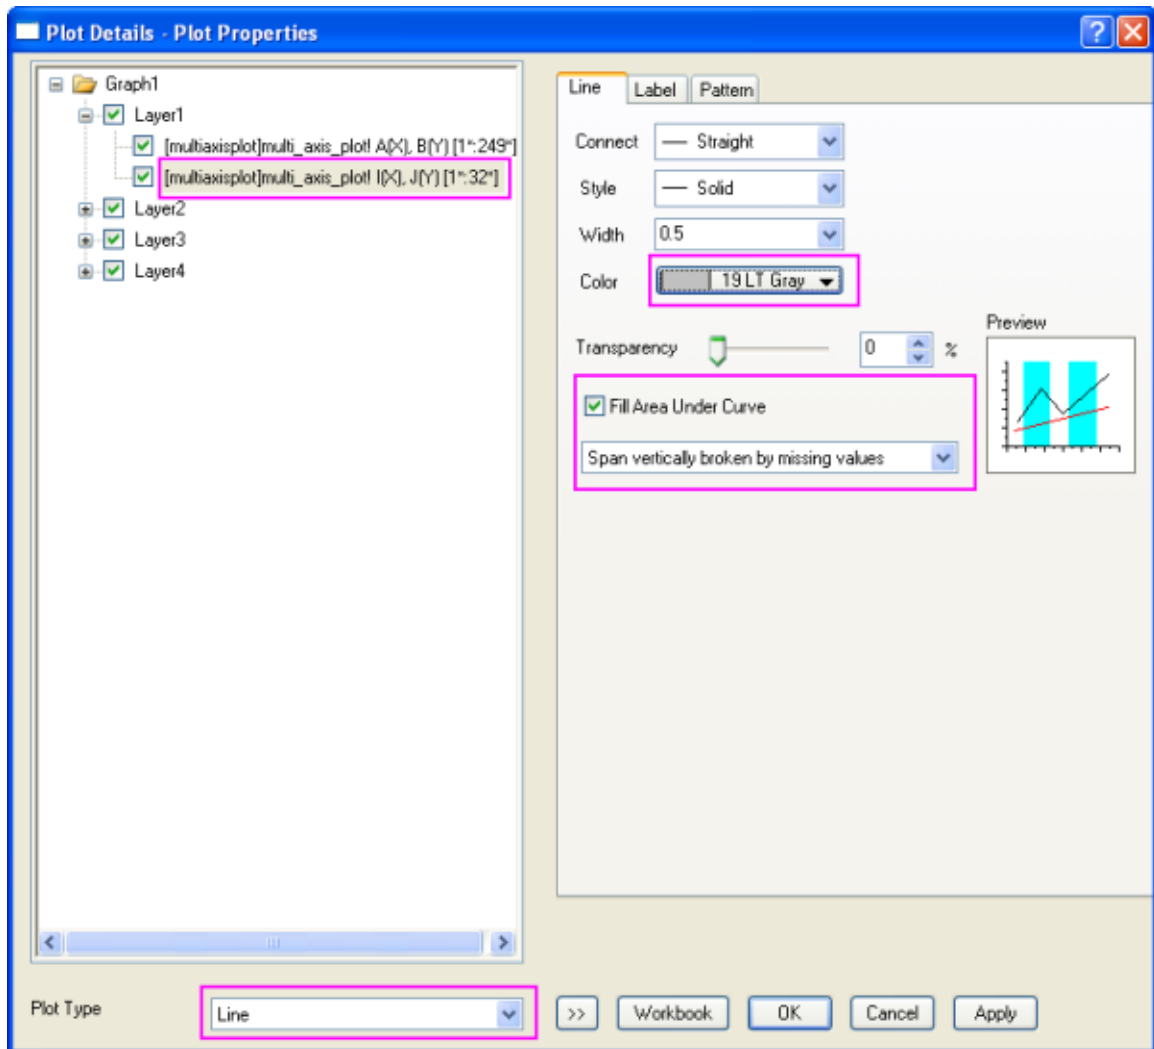 Plot Details - Plot Properties
Graph1
Layer1
[multiaxisplot]multi_axis_plot! A(X), B(Y) [1*:249*]
[multiaxisplot]multi_axis_plot! I(X), J(Y) [1*:32*]
Layer2
Layer3
Layer4
Line Label Pattern
Connect Straight
Style Solid
Width 0.5
Color 19 LT Gray
Transparency 0 %
Preview
Fill Area Under Curve
Span vertically broken by missing values
Plot Type Line >> Workbook OK Cancel Apply